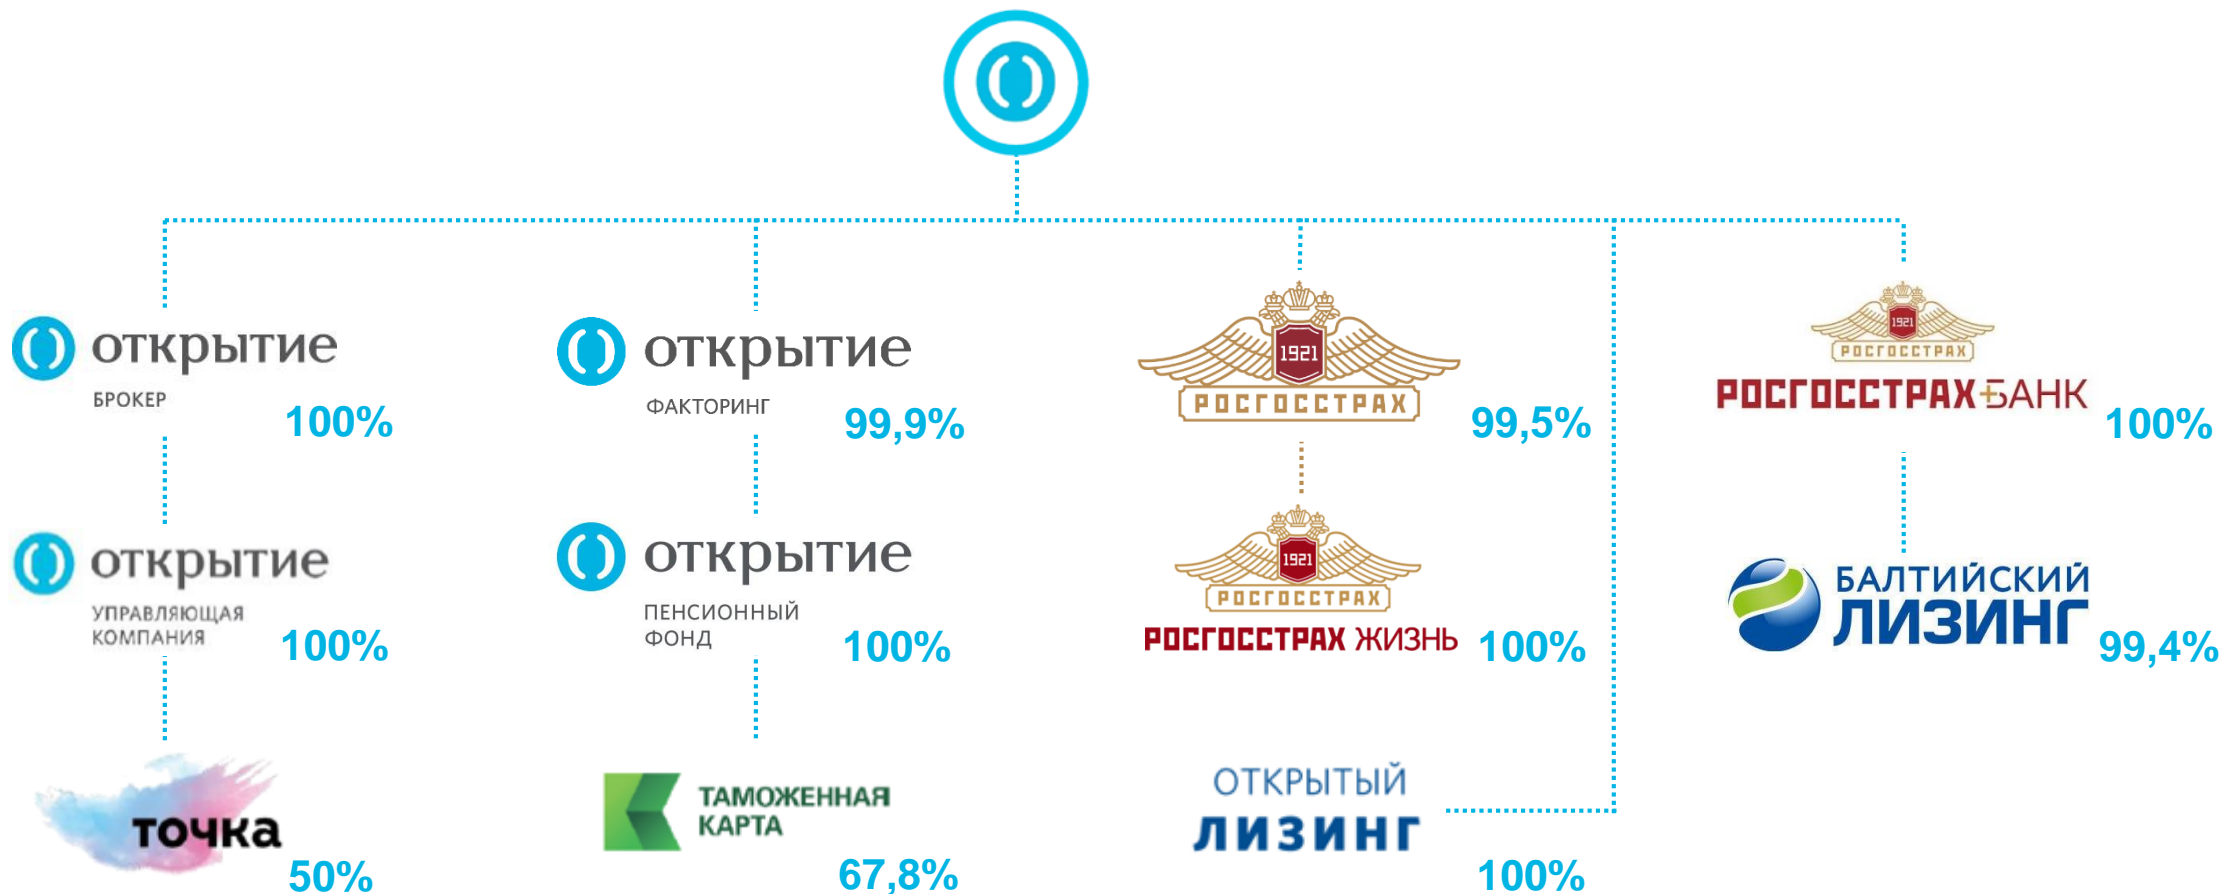 открытие
БРОКЕР
100%
открытие
ФАКТОРИНГ
99,9%
1921
РОСГОССТРАХ
99,5%
1921
РОСГОССТРАХ
РОСГОССТРАХ БАНК
100%
открытие
УПРАВЛЯЮЩАЯ
КОМПАНИЯ
100%
открытие
ПЕНСИОННЫЙ
ФОНД
100%
1921
РОСГОССТРАХ
РОСГОССТРАХ ЖИЗНЬ
100%
БАЛТИЙСКИЙ
ЛИЗИНГ
99,4%
точка
50%
ТАМОЖЕННАЯ
КАРТА
67,8%
ОТКРЫТЫЙ
ЛИЗИНГ
100%